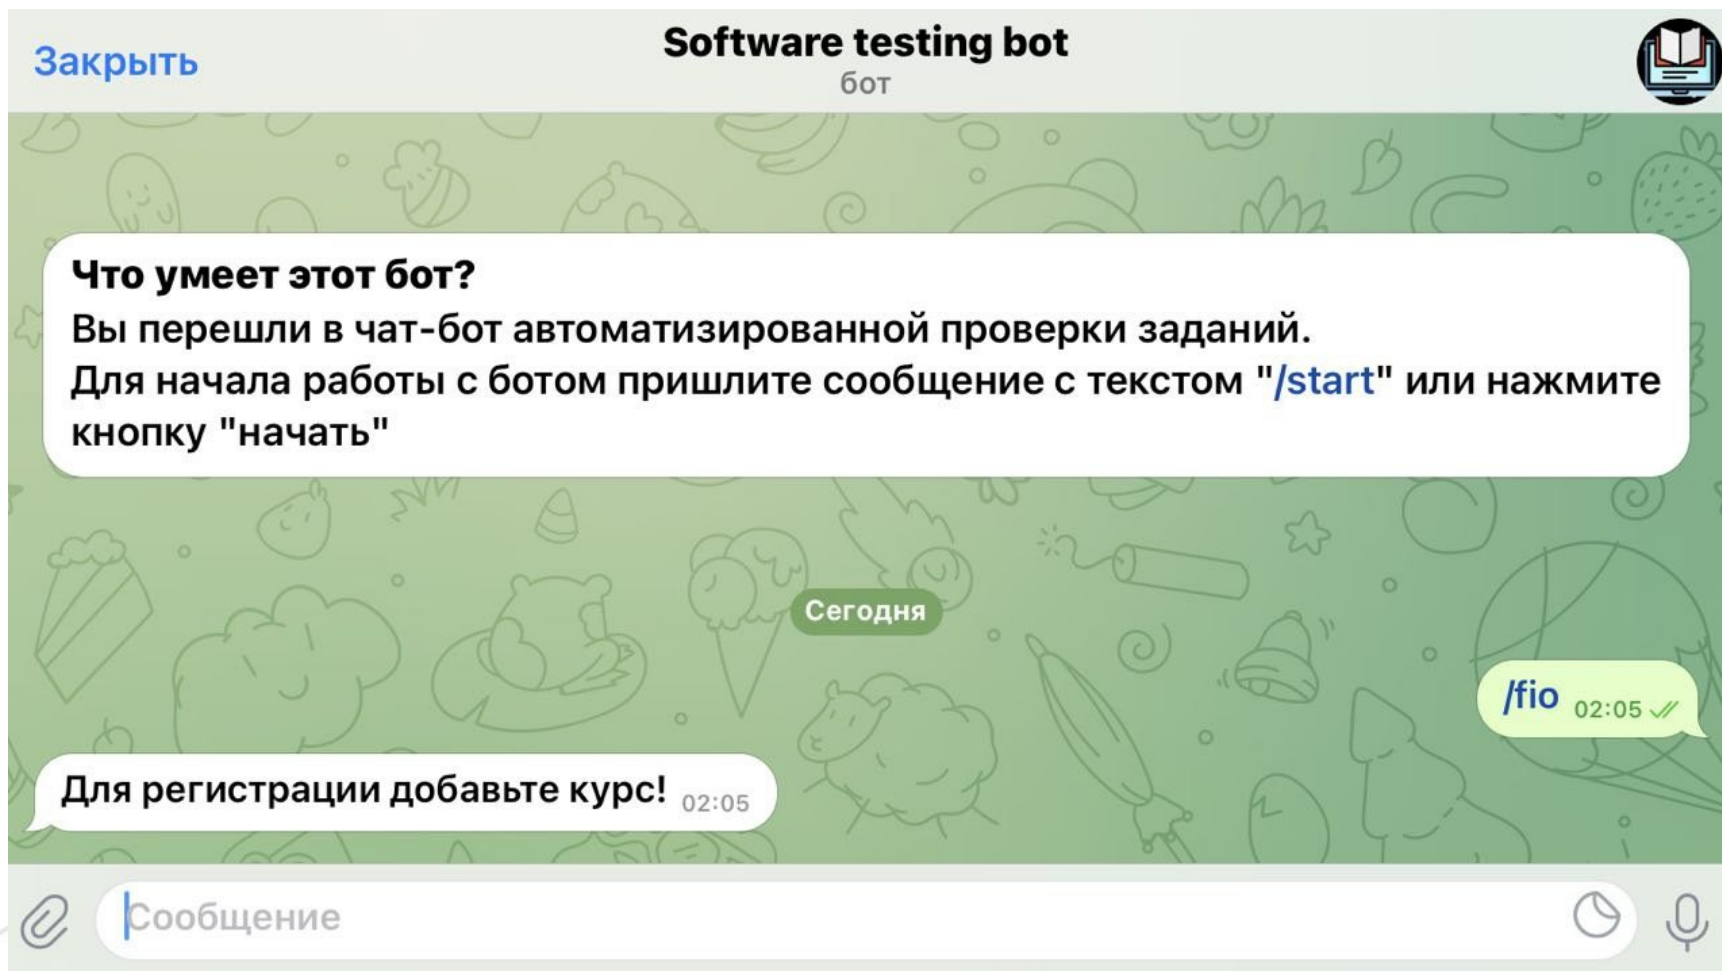 Закрыть
Software testing bot
бот
Что умеет этот бот?
Вы перешли в чат-бот автоматизированной проверки заданий.
Для начала работы с ботом пришлите сообщение с текстом "/start" или нажмите
кнопку "начать"
Сегодня
/fio 02:05
Для регистрации добавьте курс! 02:05
Сообщение